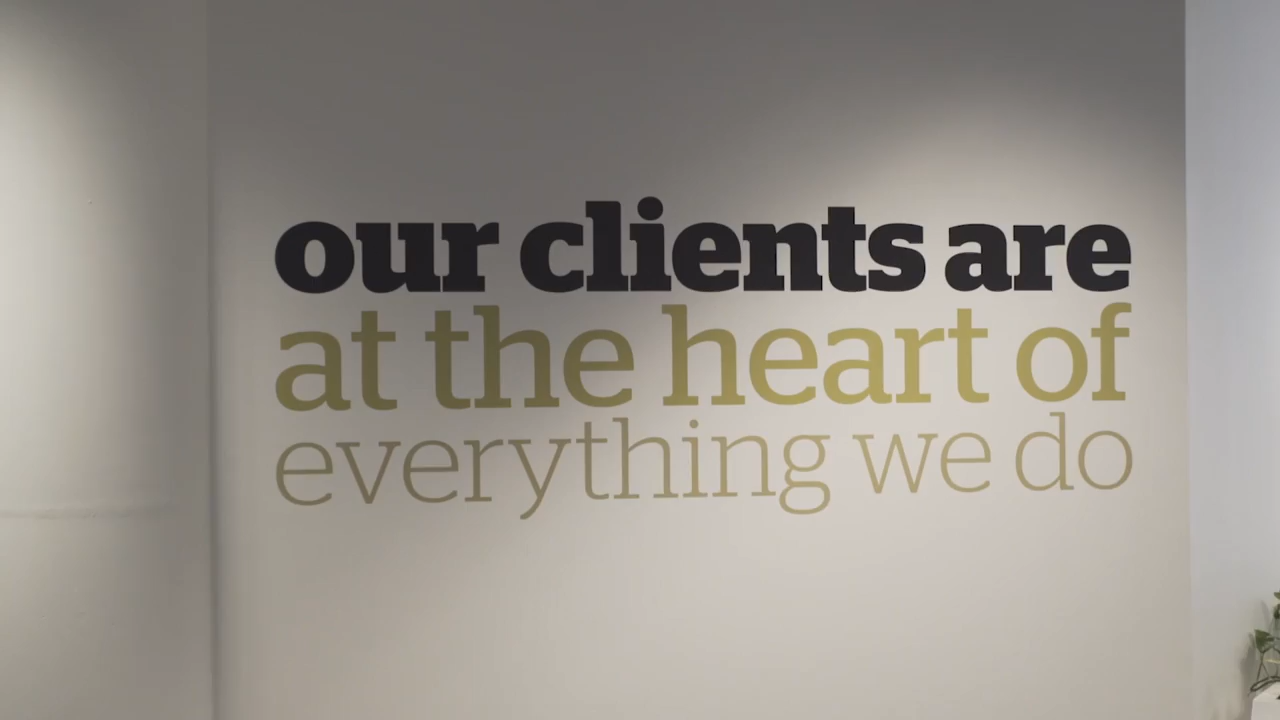 our clients are
at the heart of
everything we do